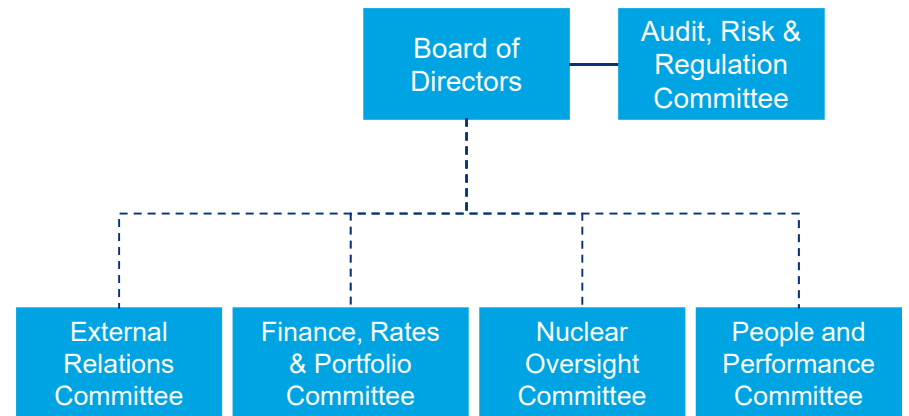 Board of
Directors
Audit, Risk &
Regulation
Committee
External
Relations
Committee
Finance, Rates
& Portfolio
Committee
Nuclear
Oversight
Committee
People and
Performance
Committee